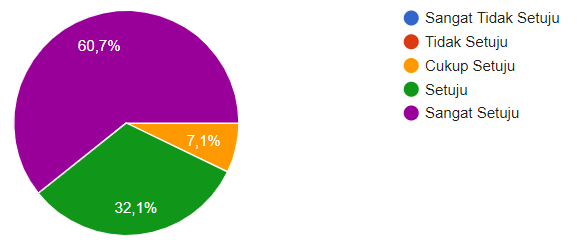 60,7%
7,1%
32,1%
Sangat Tidak Setuju
Tidak Setuju
Cukup Setuju
Setuju
Sangat Setuju